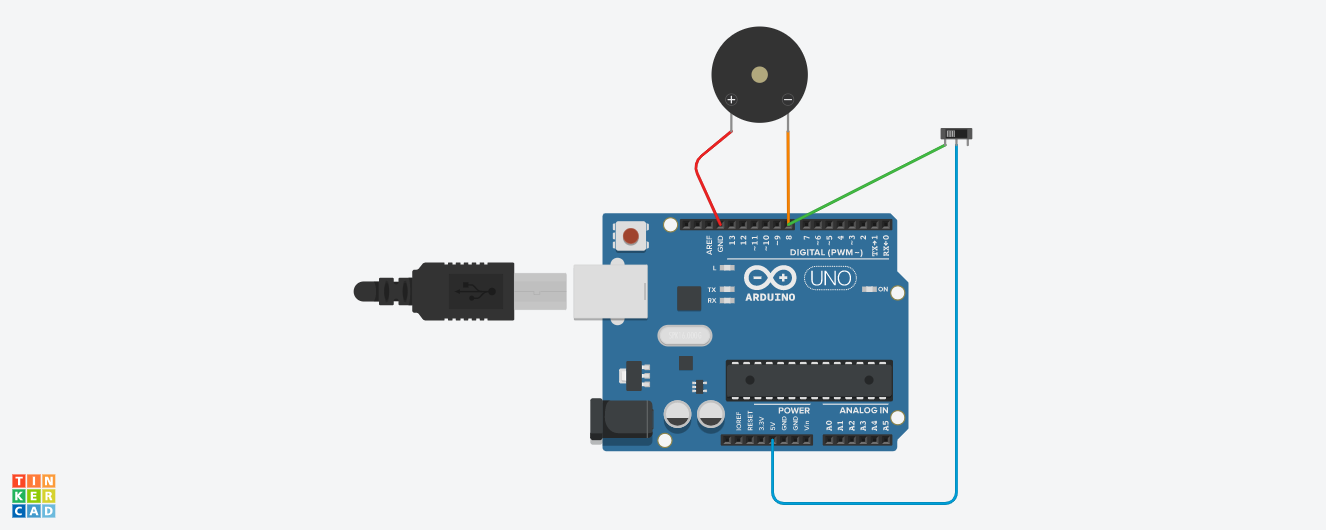 + −
AREF
GND
13
12
~11
~10
~9
8
7
~6
~5
4
~3
2
TX→1
RX←0
DIGITAL (PWM~)
L
TX
RX
ARDUINO
UNO
ON
IOREF
RESET
3.3V
5V
GND
GND
Vin
POWER
ANALOG IN
A0
A1
A2
A3
A4
A5
TIN
KER
CAD